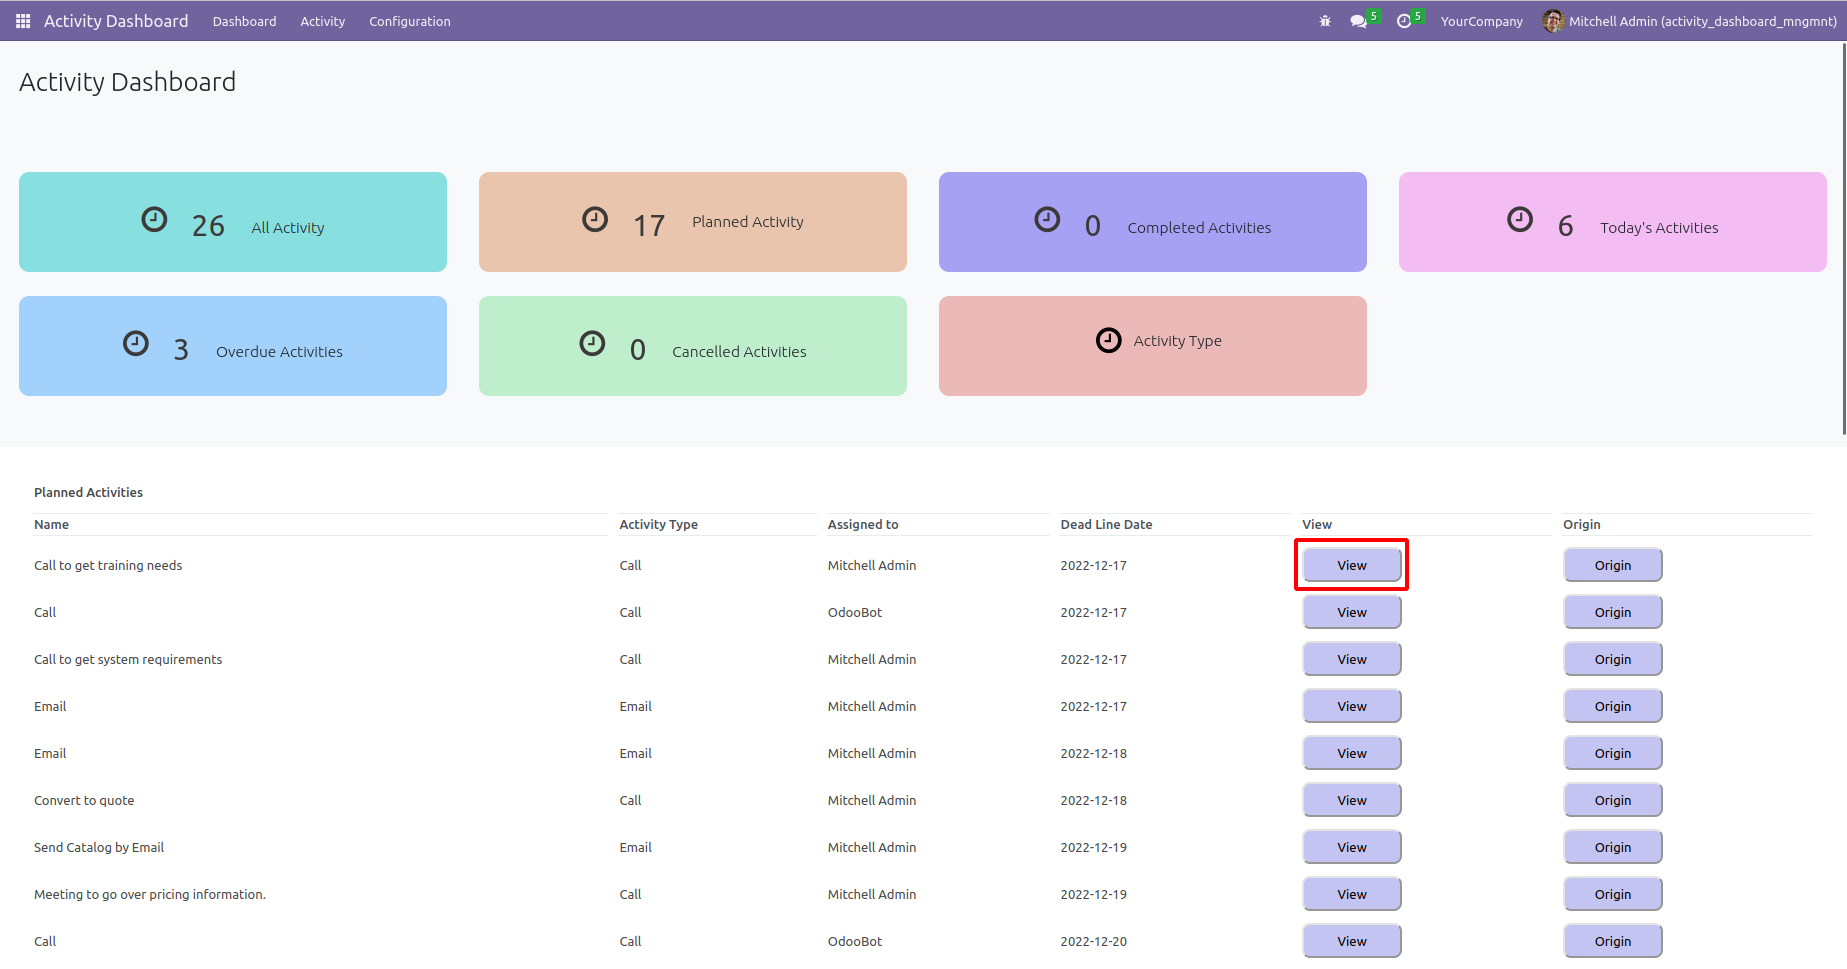 Activity Dashboard Dashboard Activity Configuration 5 5 YourCompany Mitchell Admin (activity_dashboard_mngmnt)
Activity Dashboard
26 All Activity
17 Planned Activity
0 Completed Activities
6 Today's Activities
3 Overdue Activities
0 Cancelled Activities
Activity Type
Planned Activities
Name Activity Type Assigned to Dead Line Date View Origin
Call to get training needs Call Mitchell Admin 2022-12-17 View Origin
Call Call OdooBot 2022-12-17 View Origin
Call to get system requirements Call Mitchell Admin 2022-12-17 View Origin
Email Email Mitchell Admin 2022-12-17 View Origin
Email Email Mitchell Admin 2022-12-18 View Origin
Convert to quote Call Mitchell Admin 2022-12-18 View Origin
Send Catalog by Email Email Mitchell Admin 2022-12-19 View Origin
Meeting to go over pricing information. Call Mitchell Admin 2022-12-19 View Origin
Call Call OdooBot 2022-12-20 View Origin